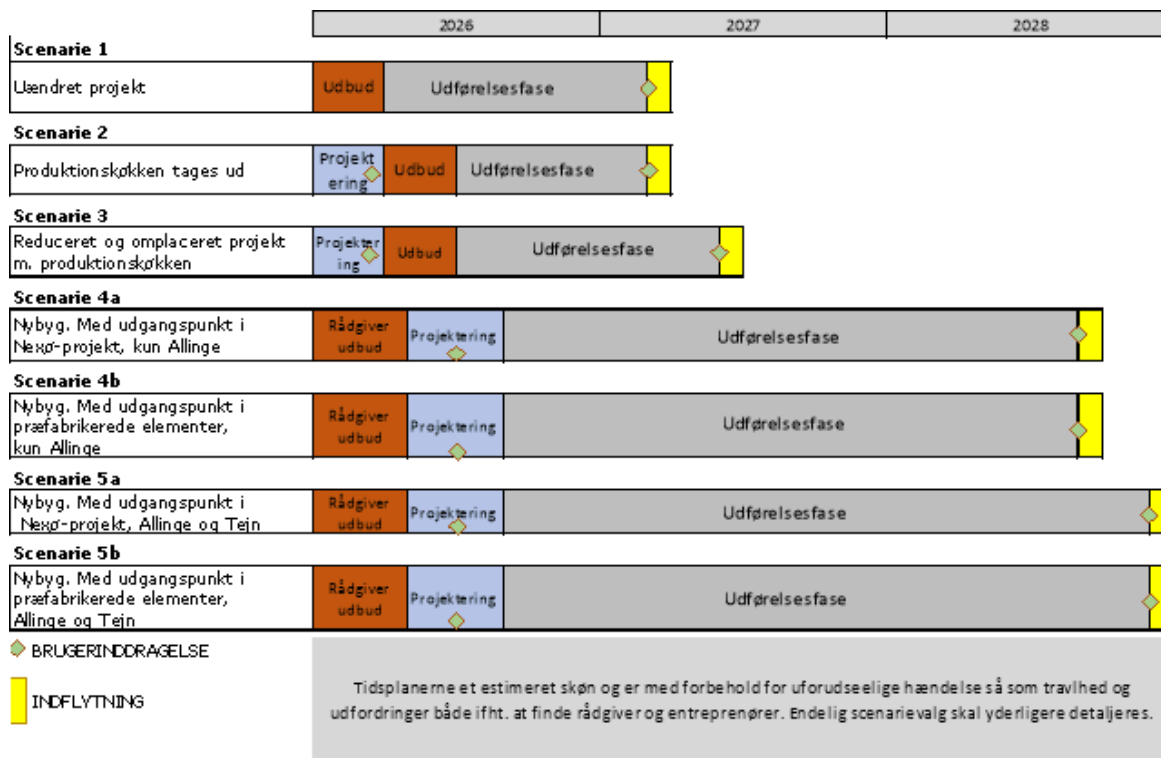 2026 2027 2028
Scenarie 1
Uændret projekt
Udbud
Udførelsesfase
Scenarie 2
Produktionskøkken tages ud
Projekt
ering
Udbud
Udførelsesfase
Scenarie 3
Reduceret og omplaceret projekt
m. produktionskøkken
Projekter
ing
Udbud
Udførelsesfase
Scenarie 4a
Nybyg. Med udgangspunkt i
Nexø-projekt, kun Allinge
Rådgiver
udbud
Projektering
Udførelsesfase
Scenarie 4b
Nybyg. Med udgangspunkt i
præfabrikerede elementer,
kun Allinge
Rådgiver
udbud
Projektering
Udførelsesfase
Scenarie 5a
Nybyg. Med udgangspunkt i
Nexø-projekt, Allinge og Tejn
Rådgiver
udbud
Projektering
Udførelsesfase
Scenarie 5b
Nybyg. Med udgangspunkt i
præfabrikerede elementer,
Allinge og Tejn
Rådgiver
udbud
Projektering
Udførelsesfase
BRUGERINDDRAGELSE
INDFLYTNING
Tidsplanerne et estimeret skøn og er med forbehold for uforudseelige hændelse så som travlhed og
udfordringer både ifht. at finde rådgiver og entreprenører. Endelig scenarievalg skal yderligere detaljeres.